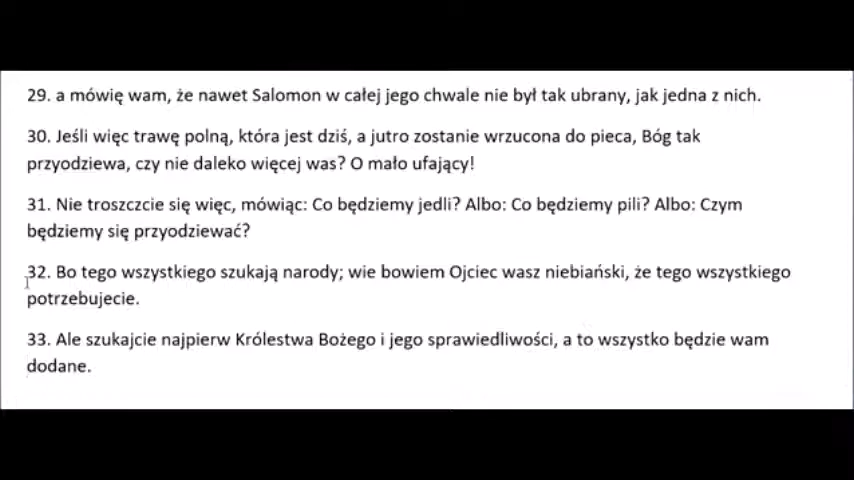 29. a mówię wam, że nawet Salomon w całej jego chwale nie był tak ubrany, jak jedna z nich.
30. Jeśli więc trawę polną, która jest dziś, a jutro zostanie wrzucona do pieca, Bóg tak
przyodziewa, czy nie daleko więcej was? O mało ufający!
31. Nie troszczcie się więc, mówiąc: Co będziemy jedli? Albo: Co będziemy pili? Albo: Czym
będziemy się przyodziewać?
32. Bo tego wszystkiego szukają narody; wie bowiem Ojciec wasz niebiański, że tego wszystkiego
potrzebujecie.
33. Ale szukajcie najpierw Królestwa Bożego i jego sprawiedliwości, a to wszystko będzie wam
dodane.